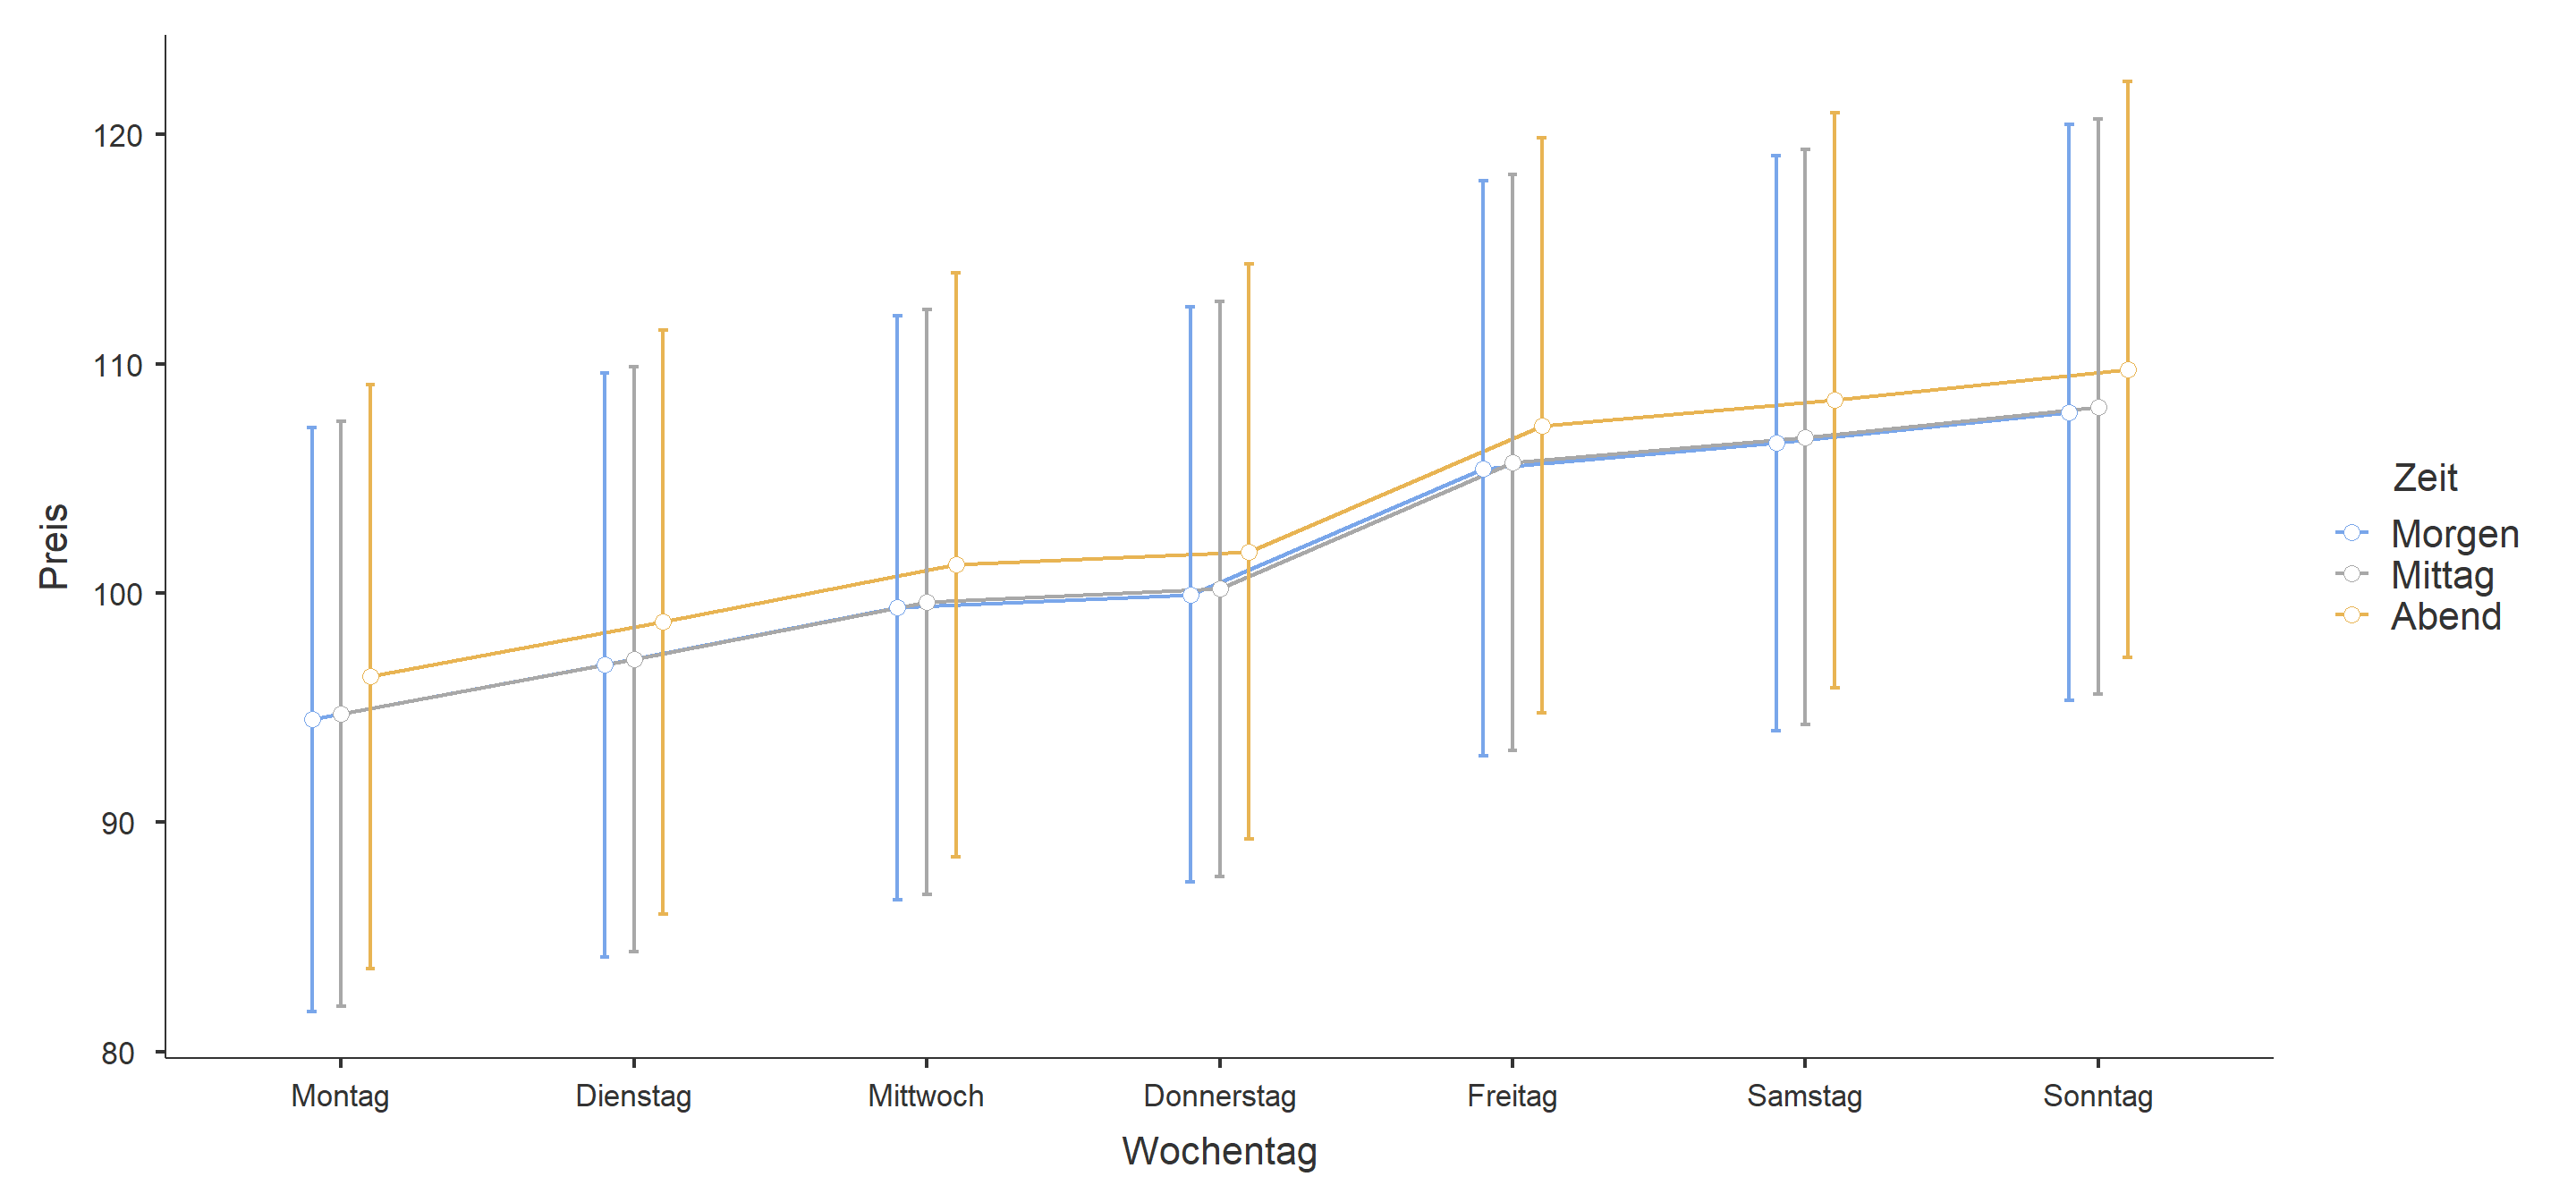 120
110
100
90
80
Preis
Montag
Dienstag
Mittwoch
Donnerstag
Freitag
Samstag
Sonntag
Wochentag
Zeit
Morgen
Mittag
Abend